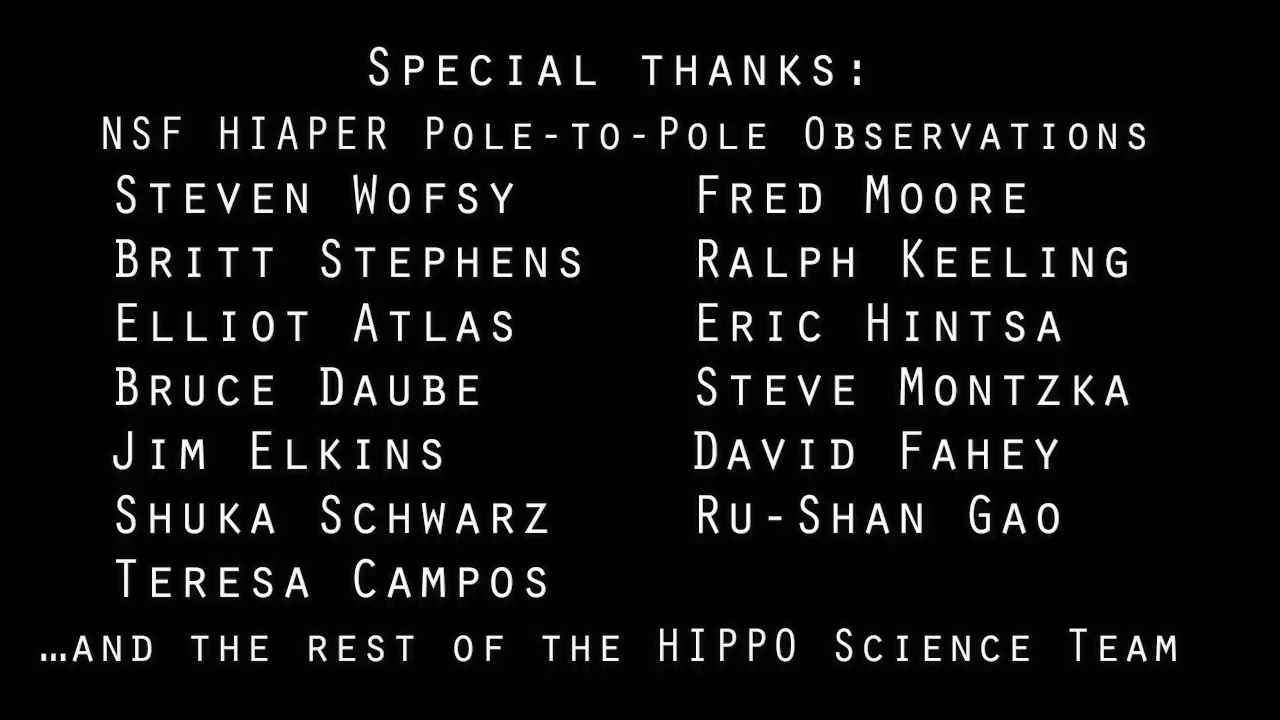 Special thanks:
NSF HIAPER Pole-to-Pole Observations
Steven Wofsy Fred Moore
Britt Stephens Ralph Keeling
Elliot Atlas Eric Hintsa
Bruce Daube Steve Montzka
Jim Elkins David Fahey
Shuka Schwarz Ru-Shan Gao
Teresa Campos
…and the rest of the HIPPO Science Team